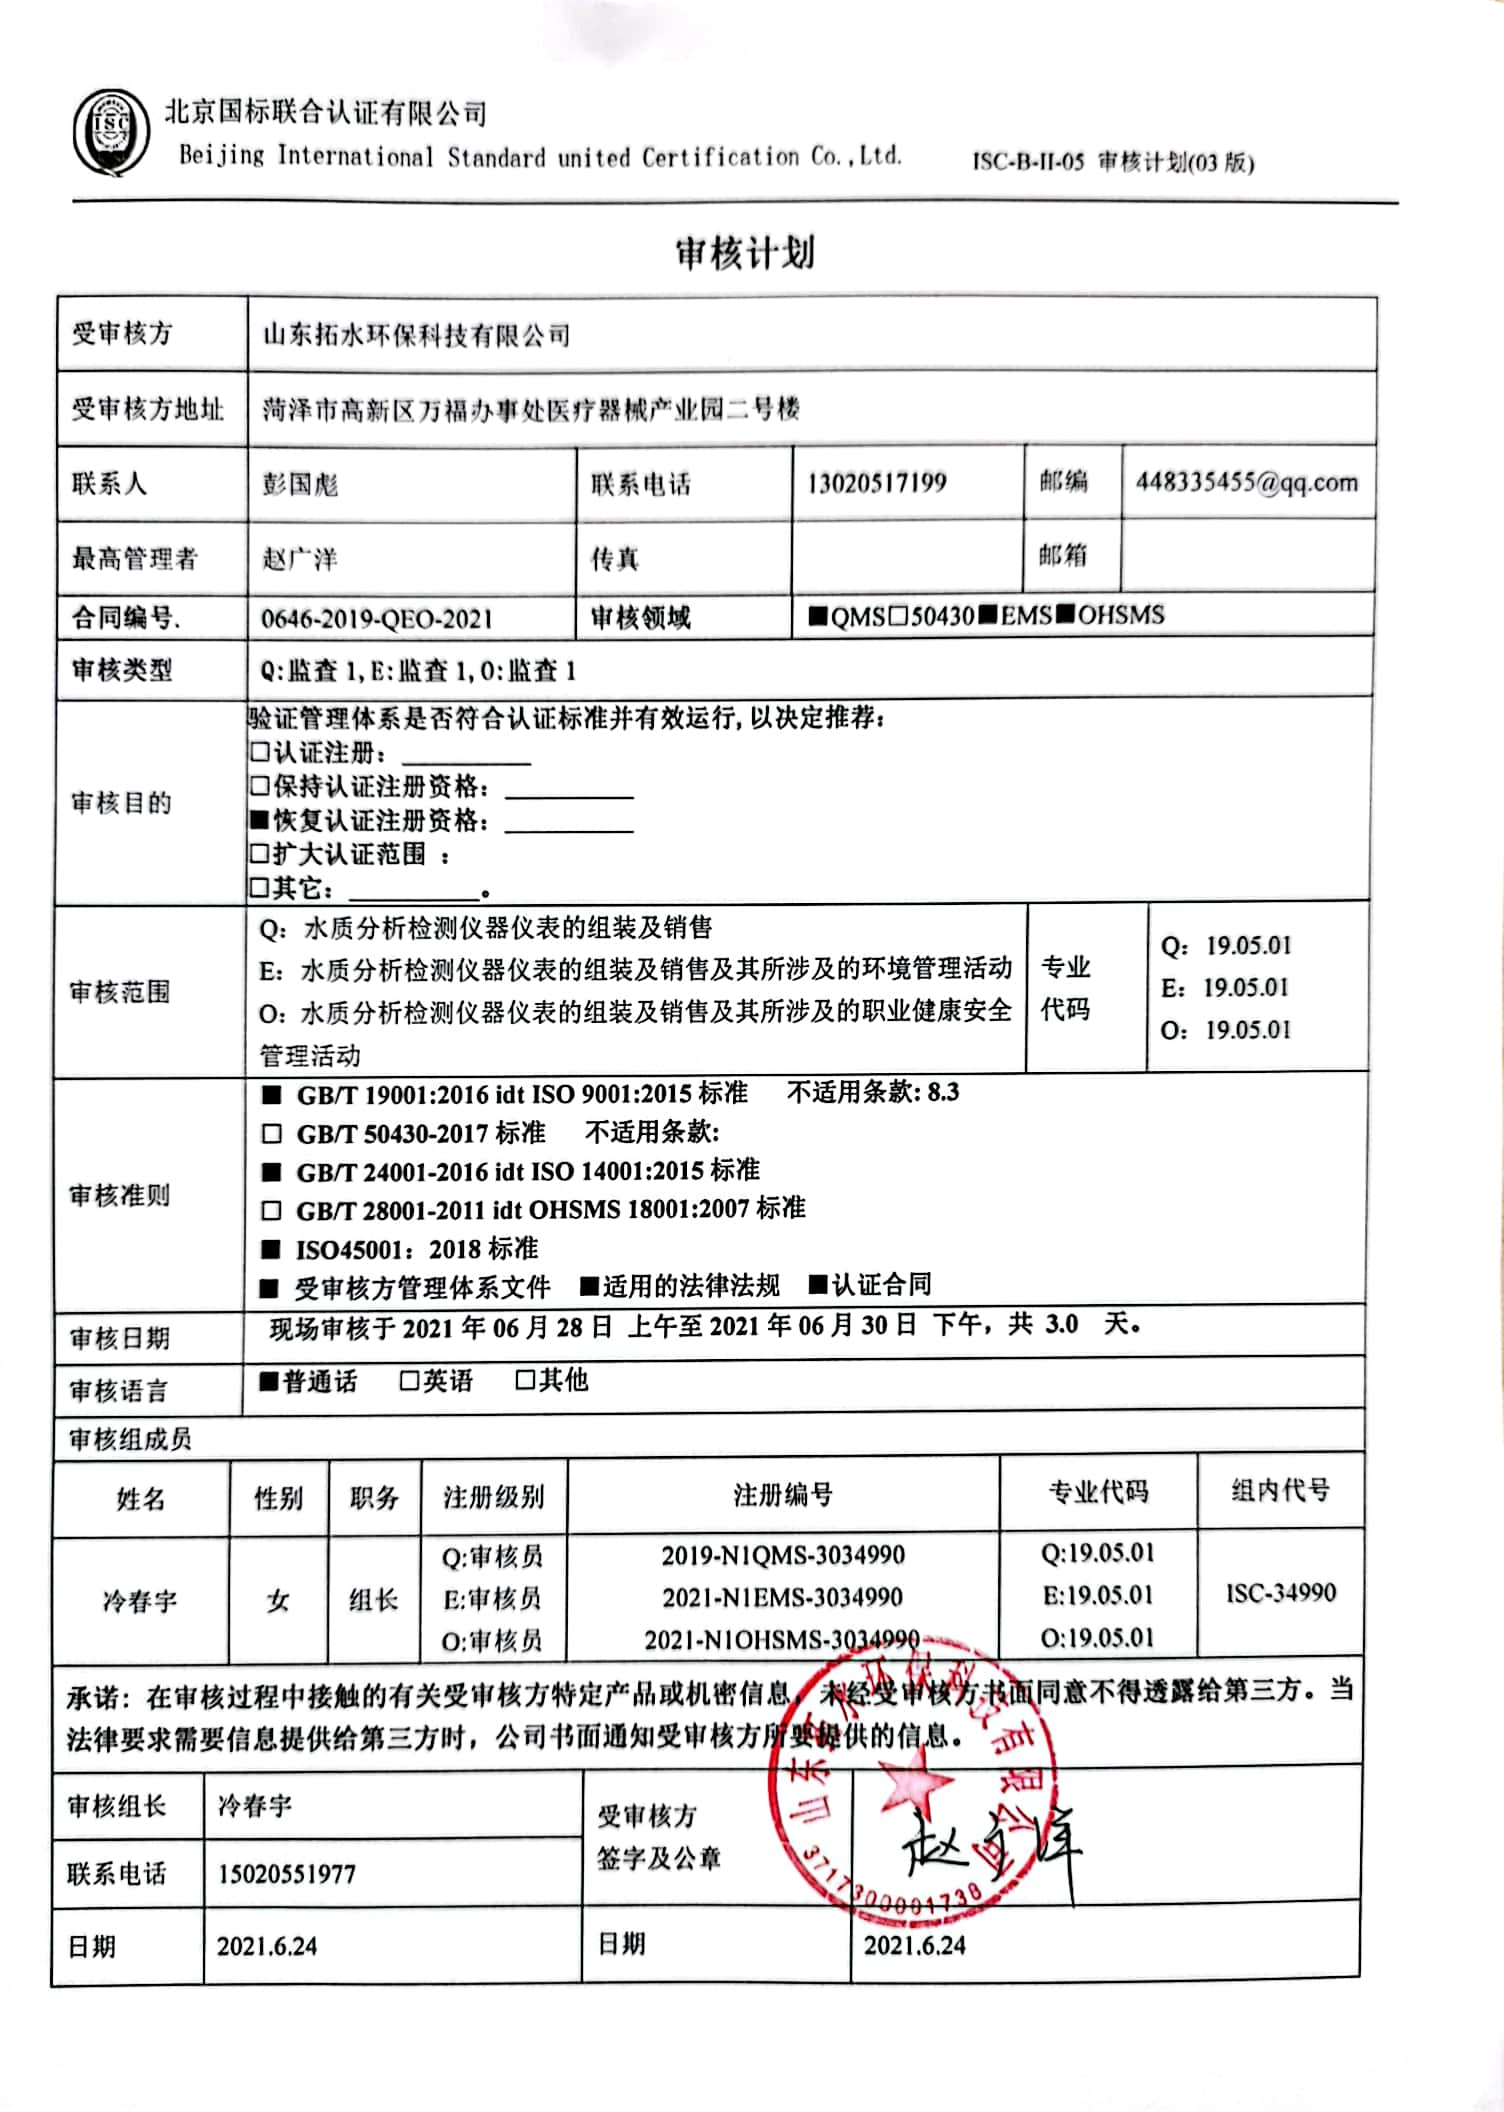 ISC
北京国标联合认证有限公司
Beijing International Standard united Certification Co.,Ltd.
ISC-B-II-05 审核计划(03 版)
审核计划
受审核方 山东拓水环保科技有限公司
受审核方地址 菏泽市高新区万福办事处医疗器械产业园二号楼
联系人 彭国彪 联系电话 13020517199 邮编 448335455@qq.com
最高管理者 赵广洋 传真 邮箱
合同编号. 0646-2019-QEO-2021 审核领域 ■QMS□50430■EMS■OHSMS
审核类型 Q:监查 1,E:监查 1,O:监查 1
审核目的
验证管理体系是否符合认证标准并有效运行,以决定推荐:
□认证注册:
□保持认证注册资格:
■恢复认证注册资格:
□扩大认证范围 :
□其它: 。
审核范围
Q: 水质分析检测仪器仪表的组装及销售
E: 水质分析检测仪器仪表的组装及销售及其所涉及的环境管理活动
O: 水质分析检测仪器仪表的组装及销售及其所涉及的职业健康安全
管理活动
专业
代码
Q: 19.05.01
E: 19.05.01
O: 19.05.01
审核准则
■ GB/T 19001:2016 idt ISO 9001:2015 标准 不适用条款: 8.3
□ GB/T 50430-2017 标准 不适用条款:
■ GB/T 24001-2016 idt ISO 14001:2015 标准
□ GB/T 28001-2011 idt OHSMS 18001:2007 标准
■ ISO45001: 2018 标准
■ 受审核方管理体系文件 ■适用的法律法规 ■认证合同
审核日期 现场审核于 2021 年 06 月 28 日 上午至 2021 年 06 月 30 日 下午, 共 3.0 天。
审核语言 ■普通话 □英语 □其他
审核组成员
姓名 性别 职务 注册级别 注册编号 专业代码 组内代号
冷春宇 女 组长
Q:审核员 2019-N1QMS-3034990 Q:19.05.01
E:审核员 2021-N1EMS-3034990 E:19.05.01
O:审核员 2021-N1OHSMS-3034990 O:19.05.01
ISC-34990
承诺: 在审核过程中接触的有关受审核方特定产品或机密信息, 未经受审核方书面同意不得透露给第三方。当
法律要求需要信息提供给第三方时, 公司书面通知受审核方所要提供的信息。
审核组长 冷春宇
联系电话 15020551977
受审核方
签字及公章
山东拓水环保科技有限公司
3717300001738
赵广洋
日期 2021.6.24 日期 2021.6.24